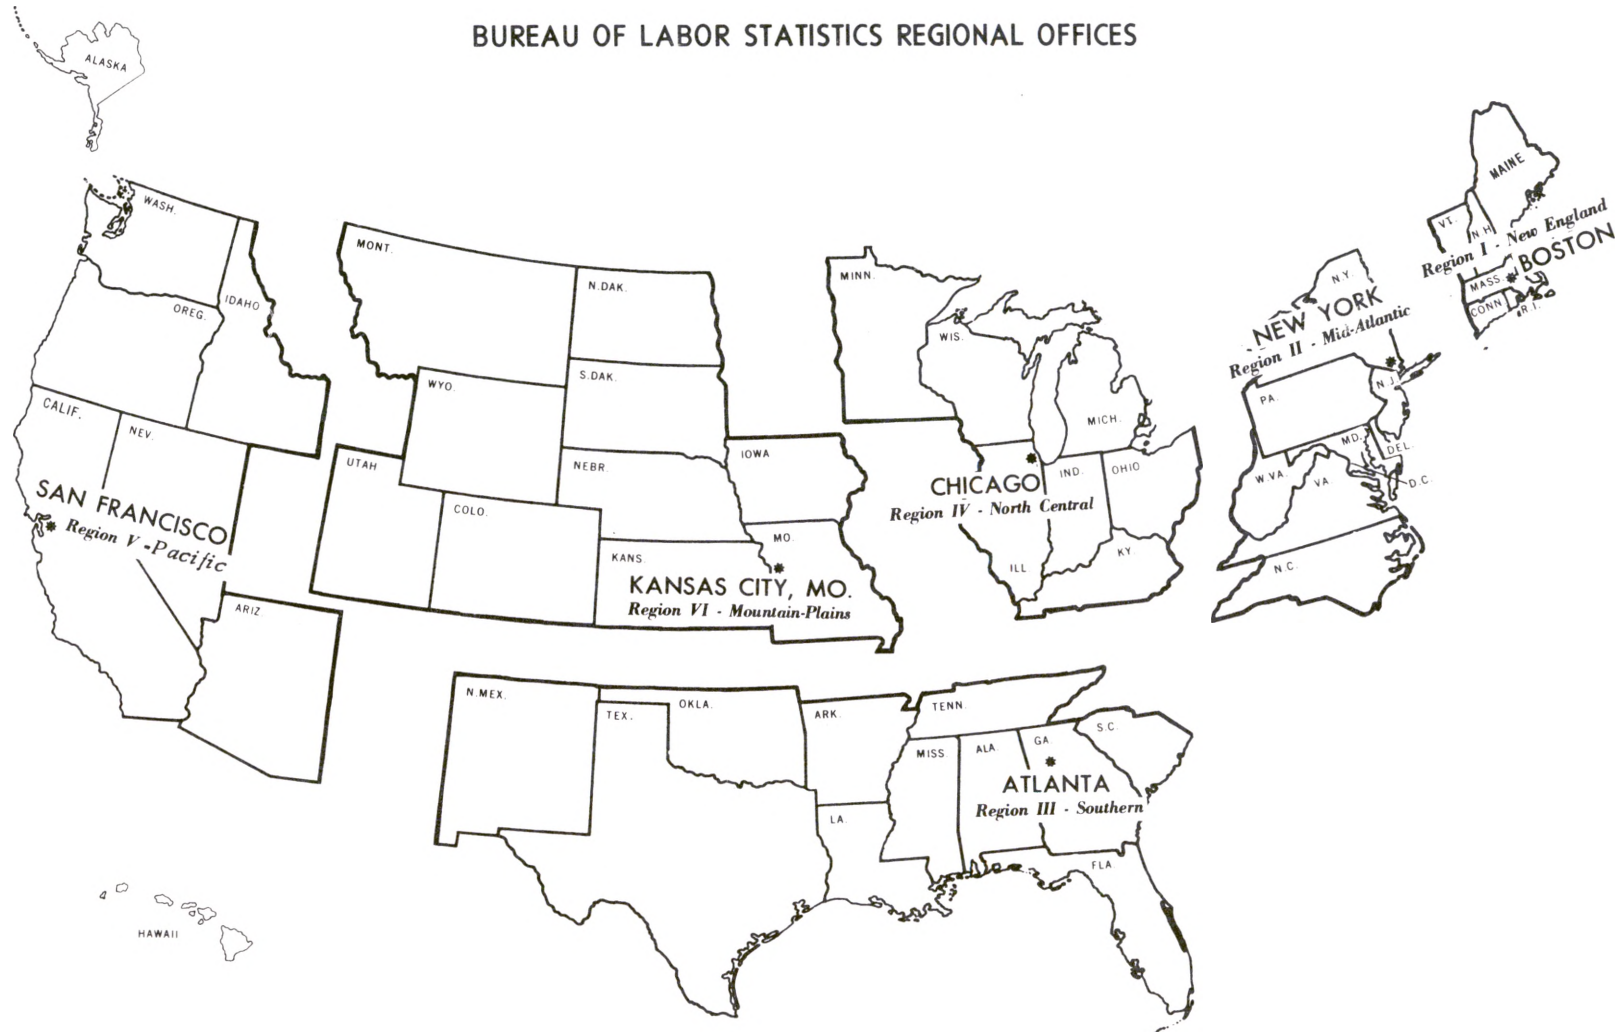 BUREAU OF LABOR STATISTICS REGIONAL OFFICES
ALASKA
WASH.
OREG.
IDAHO
CALIF.
NEV.
SAN FRANCISCO
Region V - Pacific
ARIZ
HAWAII
MONT.
N.DAK.
S.DAK.
WYO.
NEBR.
UTAH
COLO.
KANS.
IOWA
MO.
KANSAS CITY, MO.
Region VI - Mountain-Plains
MINN.
WIS.
MICH.
CHICAGO
Region IV - North Central
IND.
OHIO
ILL
KY.
MAINE
VT.
N.H.
Region I - New England
BOSTON
MASS.
CONN
R.I.
N.Y.
NEW YORK
Region II - Mid-Atlantic
N.J.
PA.
MD.
DEL.
D.C.
W.VA.
VA.
N.C.
N.MEX.
TEX.
OKLA.
ARK.
LA.
TENN.
MISS
ALA.
GA.
S.C.
ATLANTA
Region III - Southern
FLA